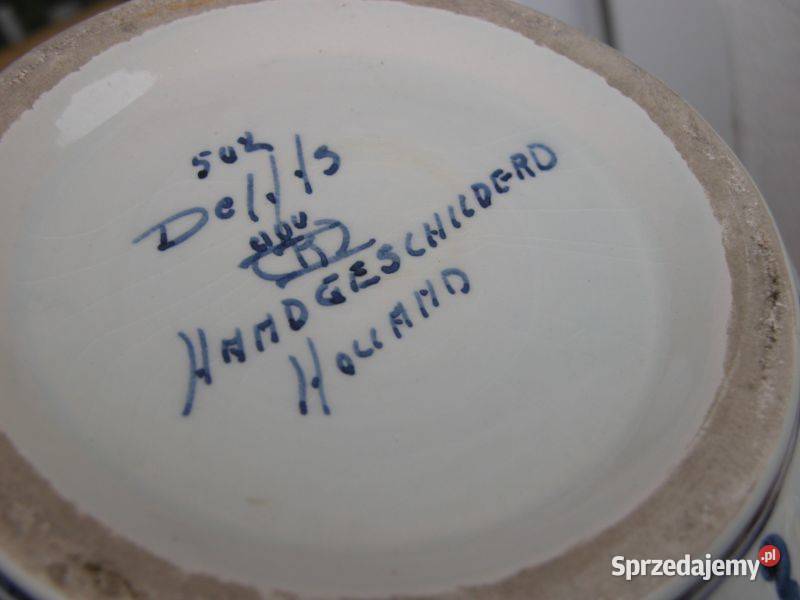 502
Delfts
HANDGESCHILDERD
HOLLAND
Sprzedajemy.pl